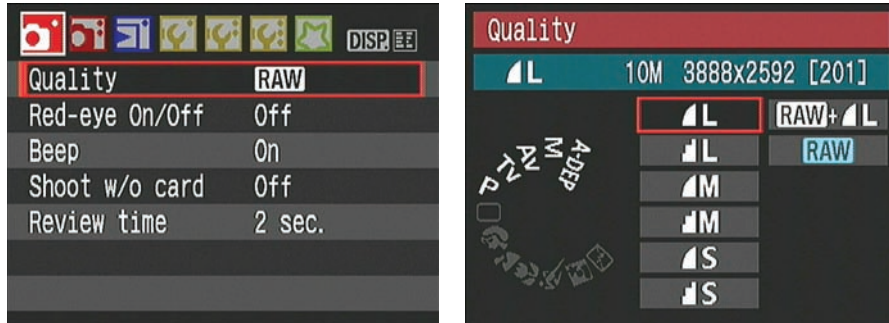 DISP.
Quality RAW
Red-eye On/Off Off
Beep On
Shoot w/o card Off
Review time 2 sec.
Quality
L 10M 3888x2592 [201]
L RAW+ L
L RAW
M
M
S
S
P
Tv
Av
M
A-DEP